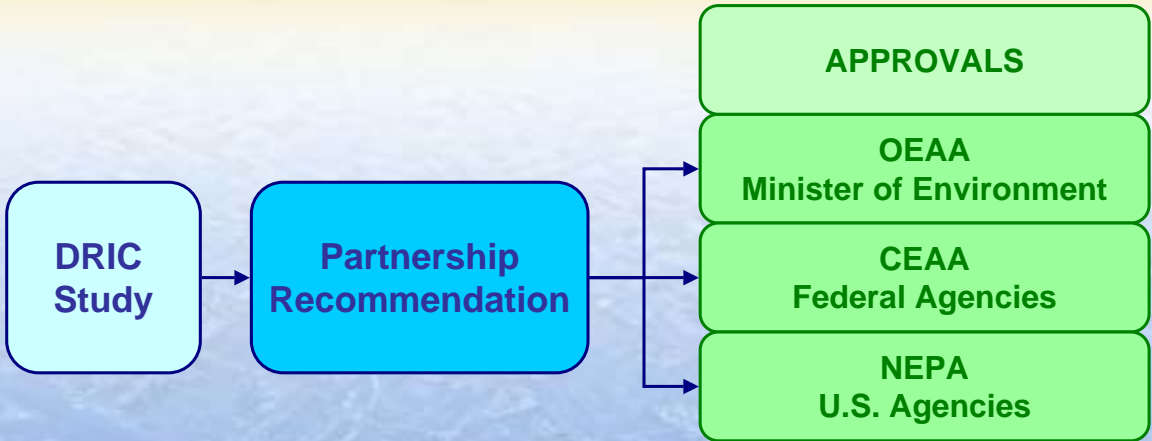 DRIC
Study
Partnership
Recommendation
APPROVALS
OEAA
Minister of Environment
CEAA
Federal Agencies
NEPA
U.S. Agencies